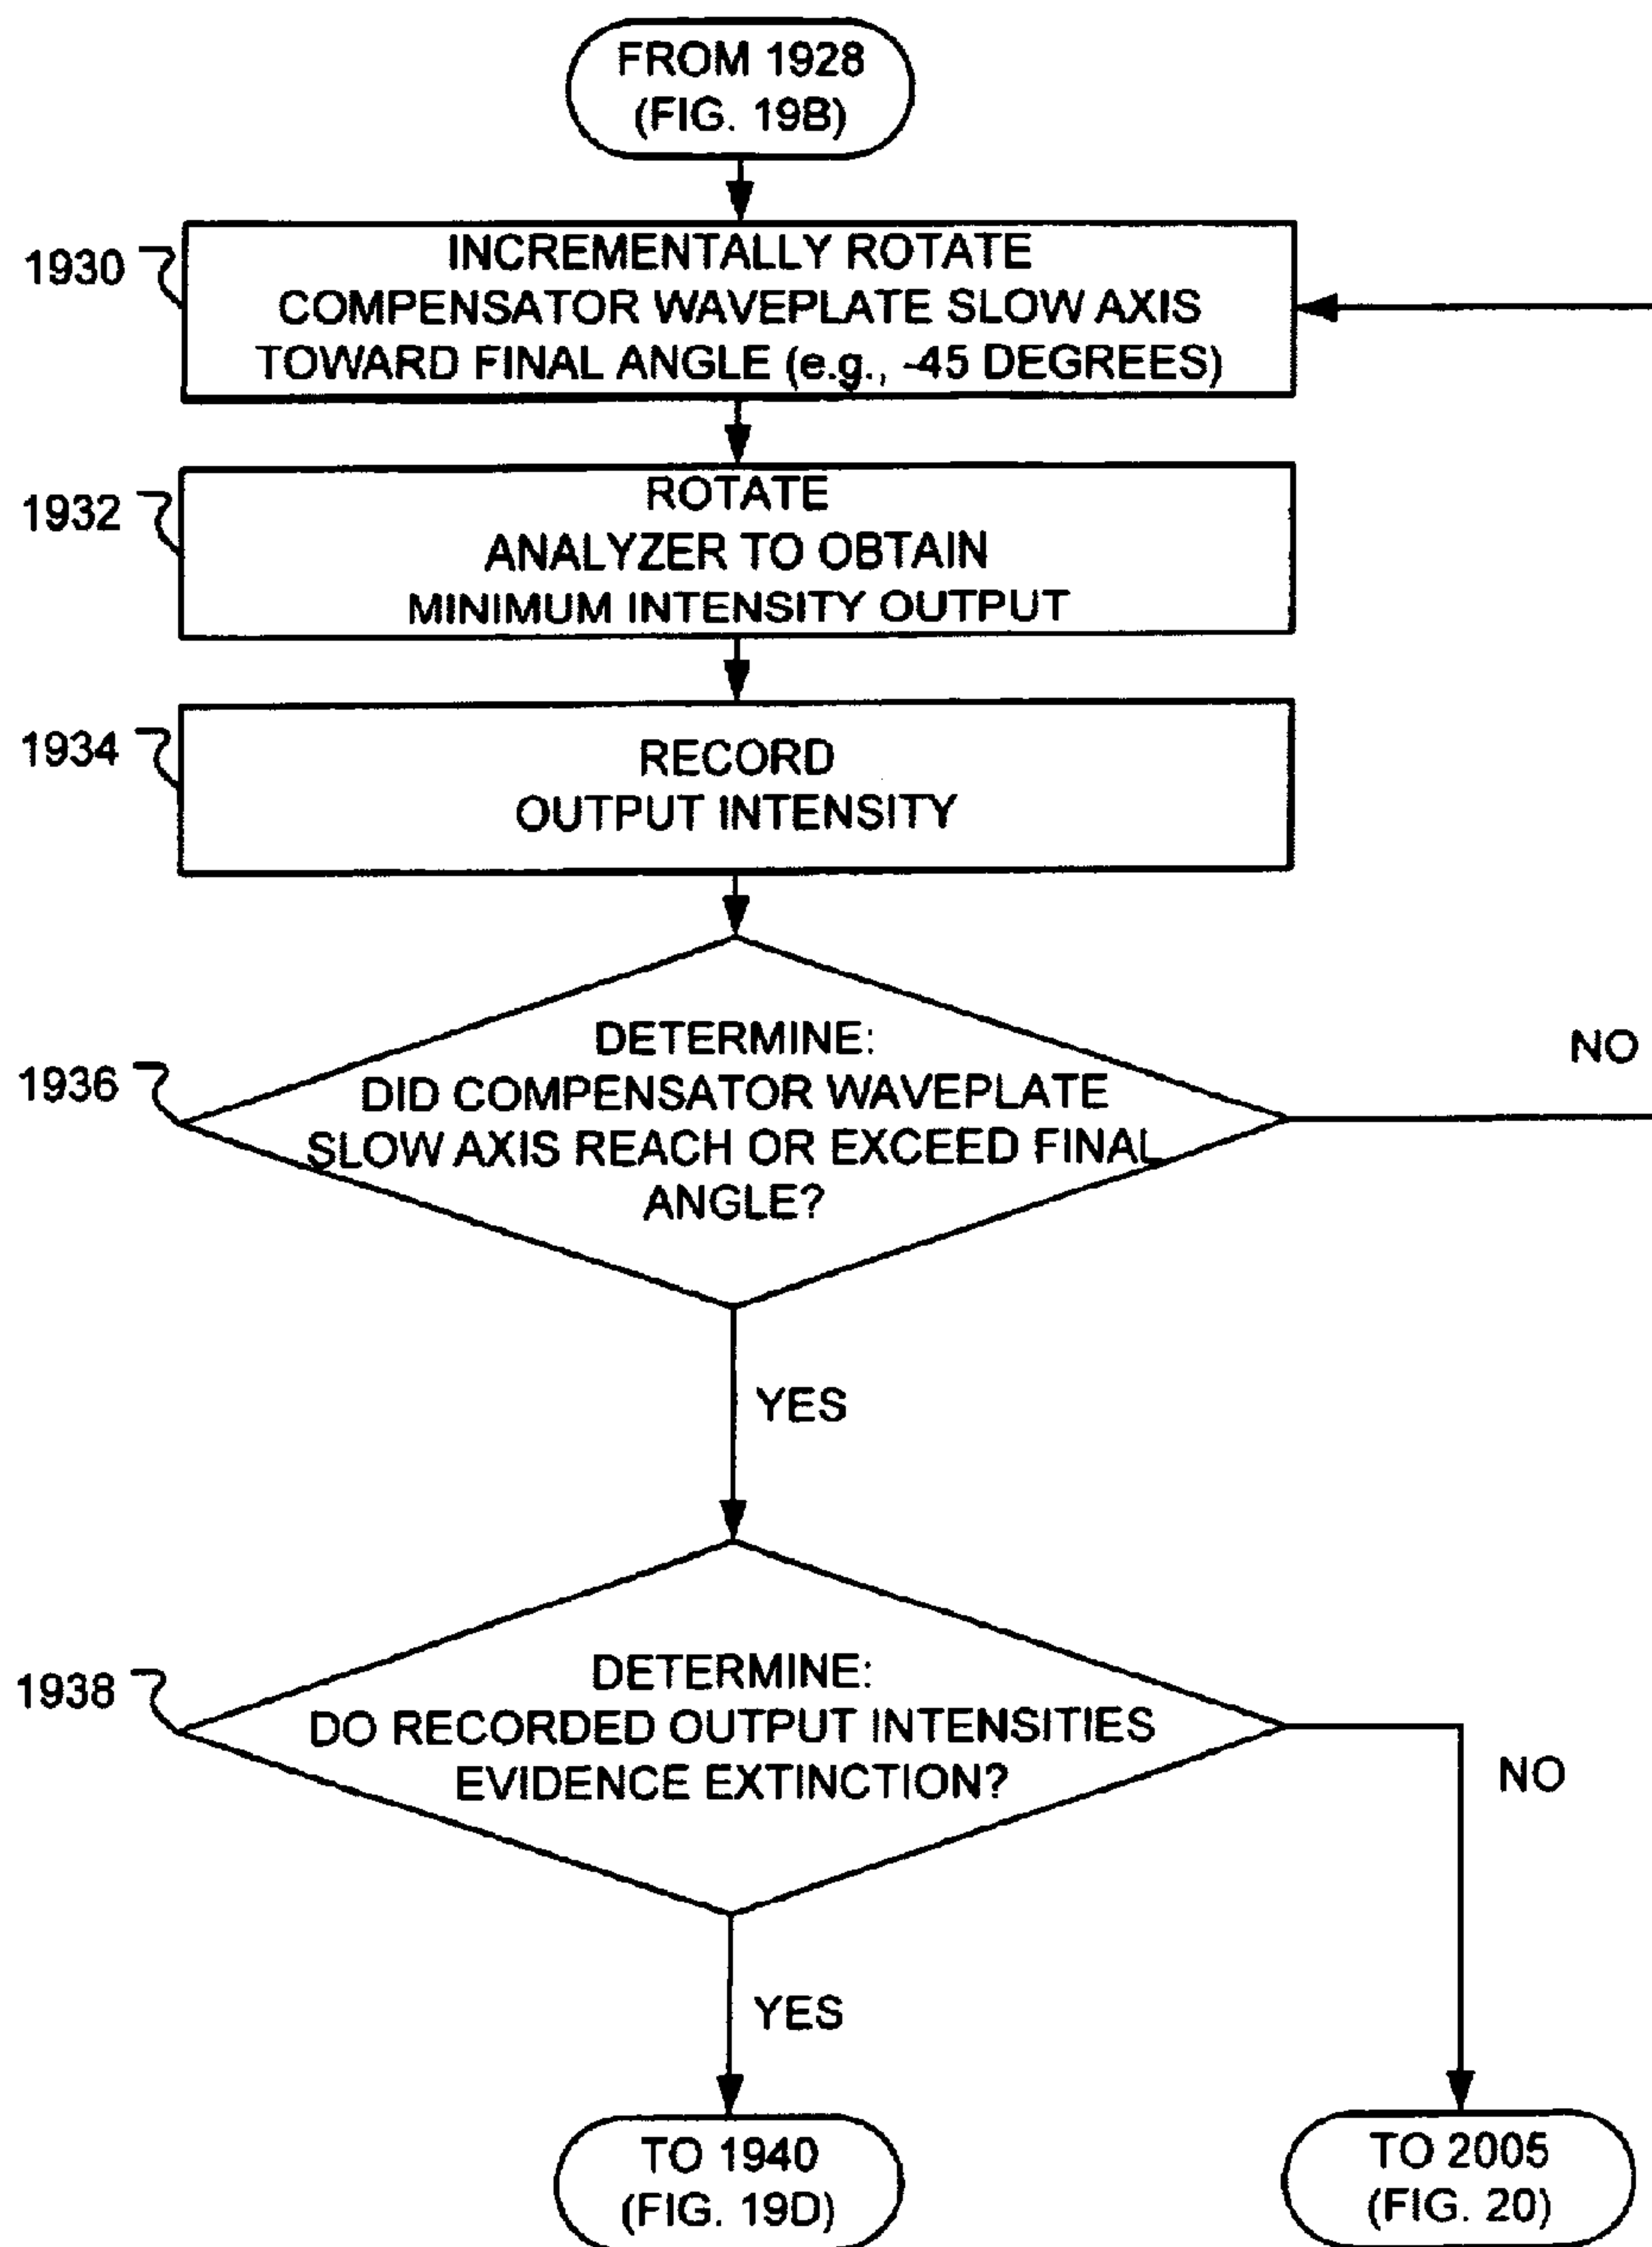 FROM 1928
(FIG. 19B)
1930
INCREMENTALLY ROTATE
COMPENSATOR WAVEPLATE SLOW AXIS
TOWARD FINAL ANGLE (e.g., -45 DEGREES)
1932
ROTATE
ANALYZER TO OBTAIN
MINIMUM INTENSITY OUTPUT
1934
RECORD
OUTPUT INTENSITY
1936
DETERMINE:
DID COMPENSATOR WAVEPLATE
SLOW AXIS REACH OR EXCEED FINAL
ANGLE?
NO
YES
1938
DETERMINE:
DO RECORDED OUTPUT INTENSITIES
EVIDENCE EXTINCTION?
NO
YES
TO 1940
(FIG. 19D)
TO 2005
(FIG. 20)